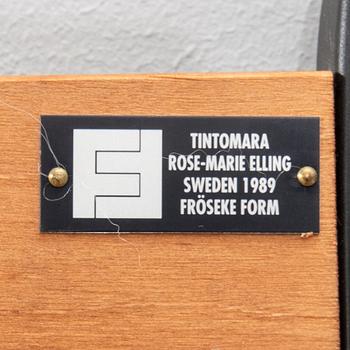 TINTOMARA
ROSE-MARIE ELLING
SWEDEN 1989
FRÖSEKE FORM